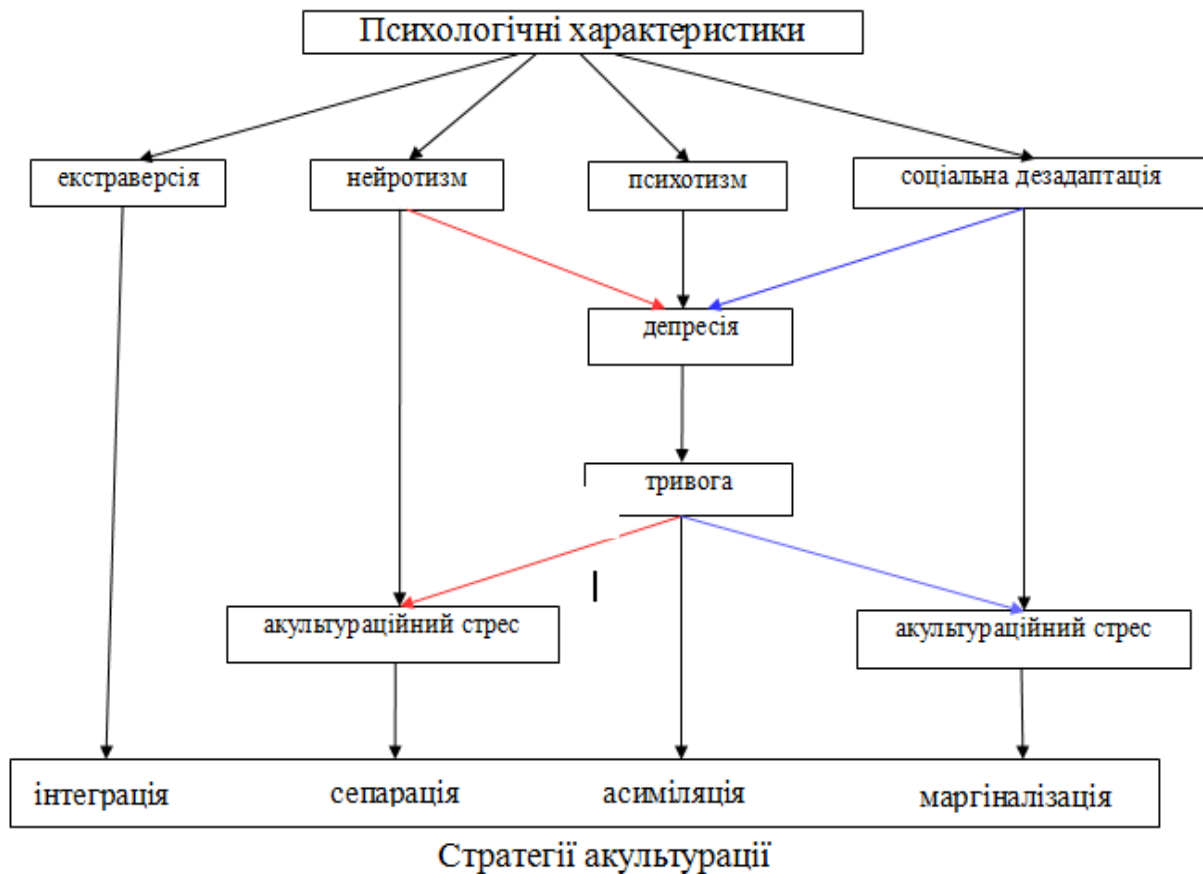 Психологічні характеристики
екстраверсія
нейротизм
психотизм
соціальна дезадаптація
депресія
тривога
акультураційний стрес
акультураційний стрес
інтеграція
сепарація
асиміляція
маргіналізація
Стратегії акультурації